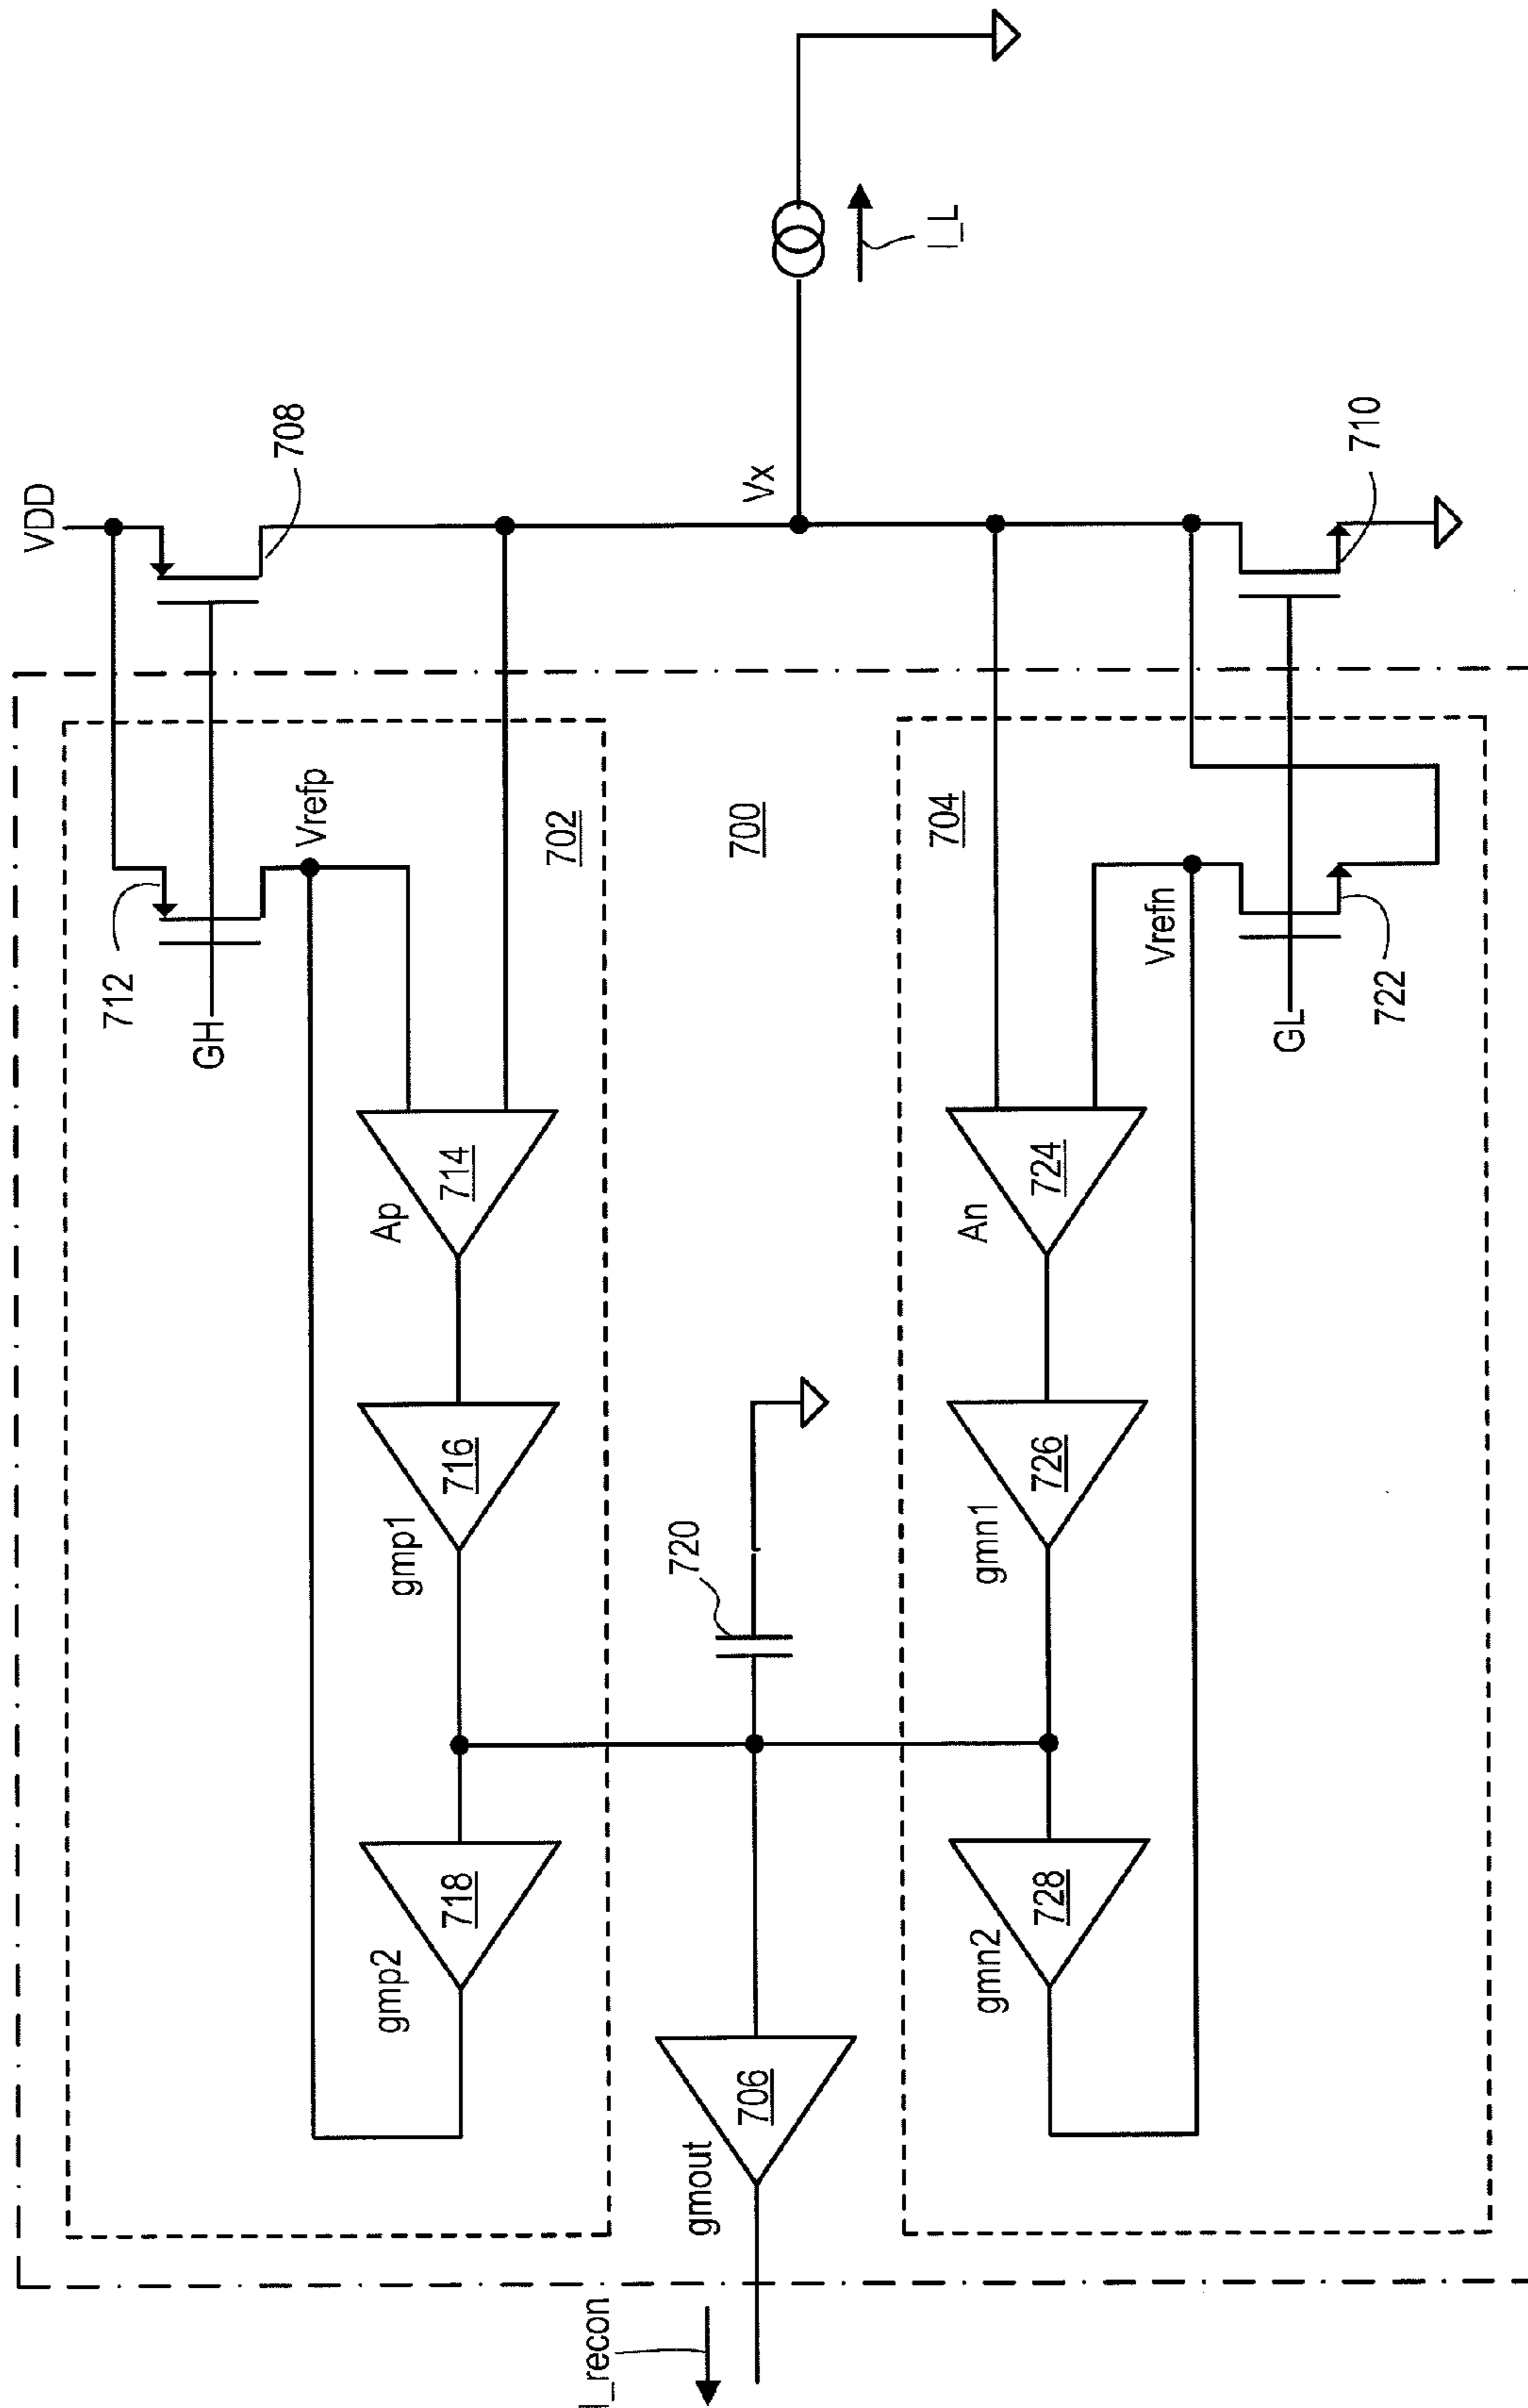 VDD
708
Vx
I_L
710
712
GH
Vrefp
702
700
704
Vrefn
GL
722
Ap
714
An
724
gmp1
716
720
gmn1
726
gmp2
718
gmout
706
gmn2
728
I_recon